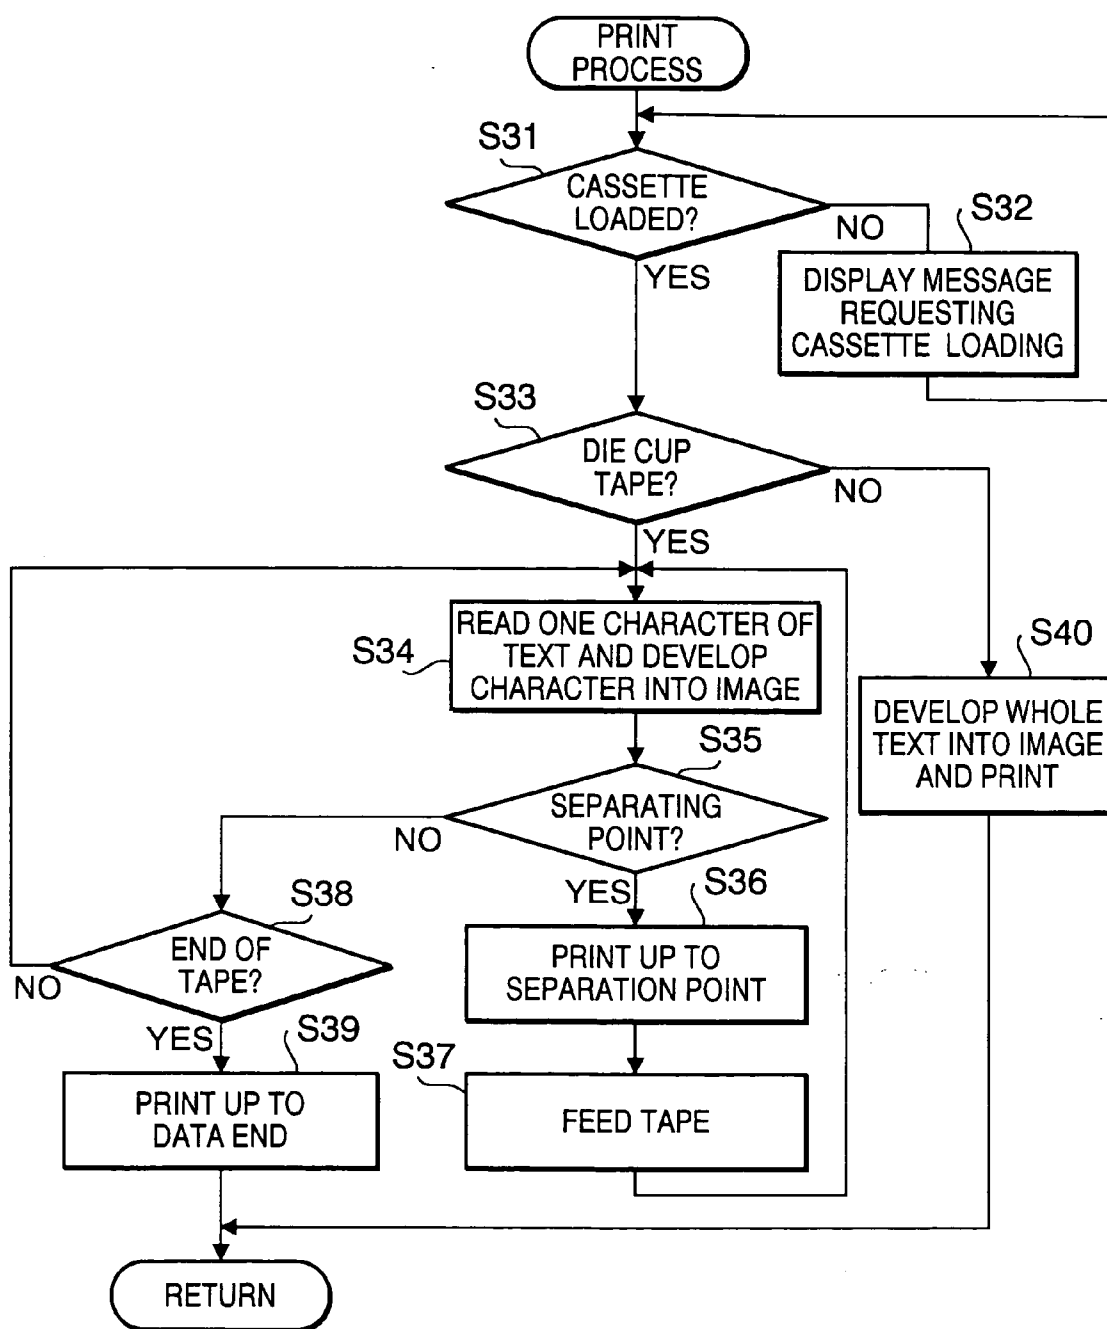 PRINT
PROCESS
S31
CASSETTE
LOADED?
NO
S32
YES
DISPLAY MESSAGE
REQUESTING
CASSETTE LOADING
S33
DIE CUP
TAPE?
NO
YES
S34
READ ONE CHARACTER OF
TEXT AND DEVELOP
CHARACTER INTO IMAGE
S40
DEVELOP WHOLE
TEXT INTO IMAGE
AND PRINT
S35
SEPARATING
POINT?
NO
YES
S36
PRINT UP TO
SEPARATION POINT
S38
END OF
TAPE?
NO
YES
S39
PRINT UP TO
DATA END
S37
FEED TAPE
RETURN